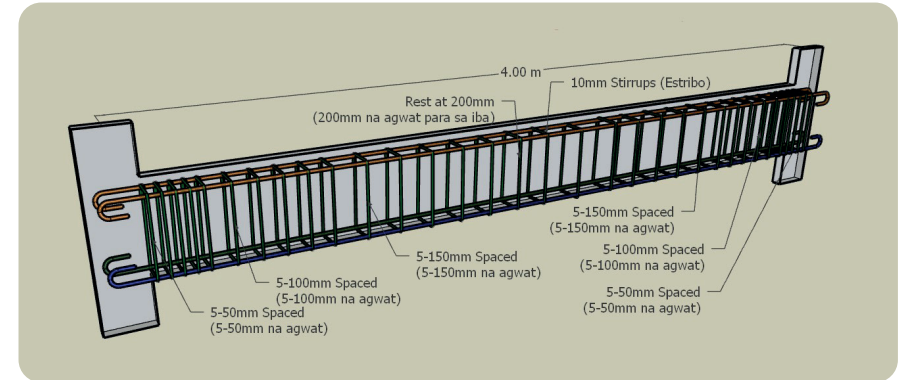 4.00 m
10mm Stirrups (Estribo)
Rest at 200mm
(200mm na agwat para sa iba)
5-150mm Spaced
(5-150mm na agwat)
5-100mm Spaced
(5-100mm na agwat)
5-50mm Spaced
(5-50mm na agwat)
5-150mm Spaced
(5-150mm na agwat)
5-100mm Spaced
(5-100mm na agwat)
5-50mm Spaced
(5-50mm na agwat)